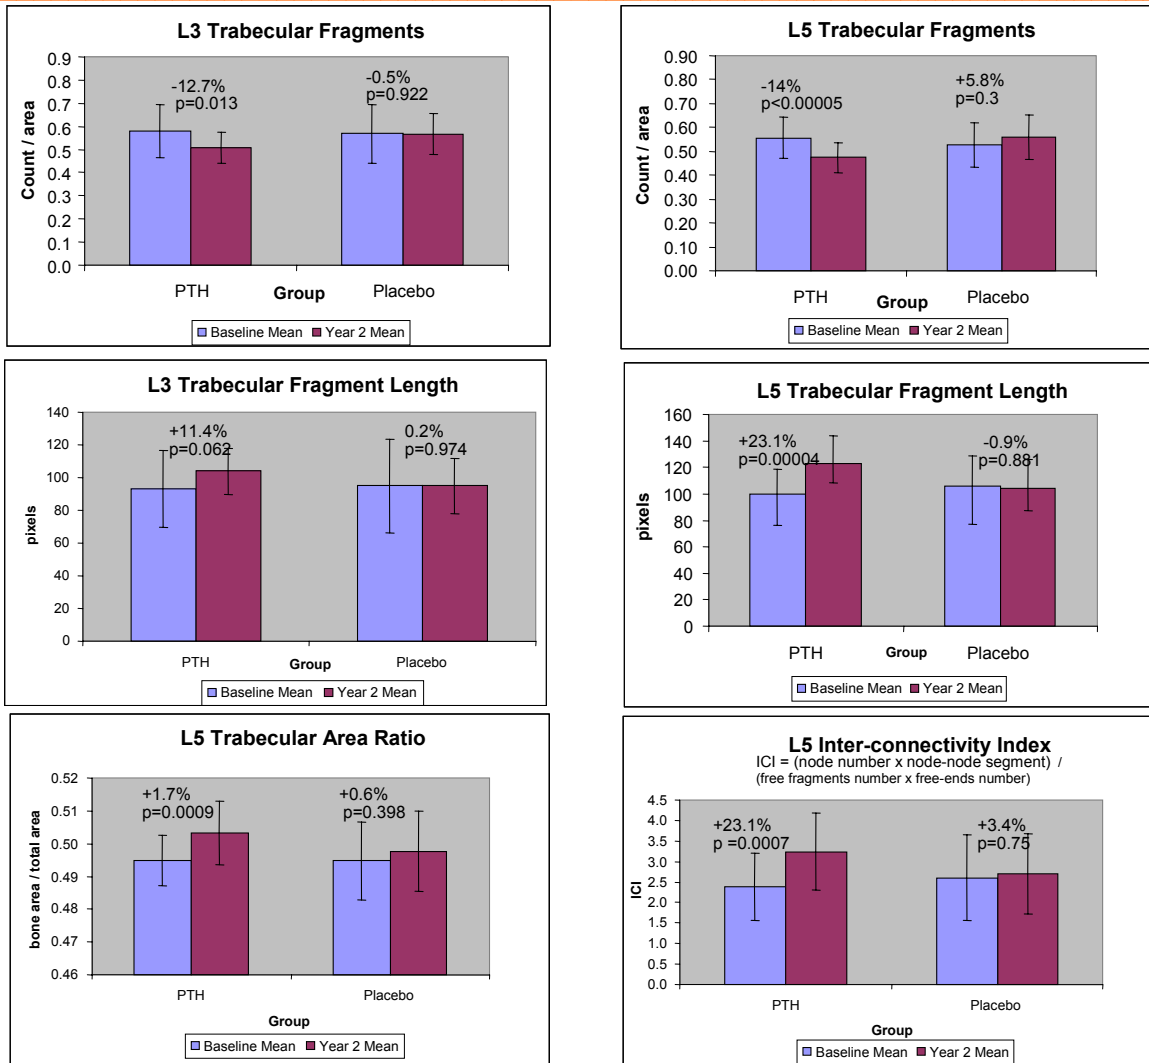 L3 Trabecular Fragments
0.9
0.8
0.7
0.6
0.5
0.4
0.3
0.2
0.1
0.0
Count / area
-12.7%
p=0.013
-0.5%
p=0.922
PTH
Group
Placebo
Baseline Mean Year 2 Mean
L5 Trabecular Fragments
0.90
0.80
0.70
0.60
0.50
0.40
0.30
0.20
0.10
0.00
Count / area
-14%
p<0.00005
+5.8%
p=0.3
PTH
Group
Placebo
Baseline Mean Year 2 Mean
L3 Trabecular Fragment Length
140
120
100
80
60
40
20
0
pixels
+11.4%
p=0.062
0.2%
p=0.974
PTH
Group
Placebo
Baseline Mean Year 2 Mean
L5 Trabecular Fragment Length
160
140
120
100
80
60
40
20
0
pixels
+23.1%
p=0.00004
-0.9%
p=0.881
PTH
Group
Placebo
Baseline Mean Year 2 Mean
L5 Trabecular Area Ratio
0.52
0.51
0.50
0.49
0.48
0.47
0.46
bone area / total area
+1.7%
p=0.0009
+0.6%
p=0.398
PTH
Placebo
Group
Baseline Mean Year 2 Mean
L5 Inter-connectivity Index
ICI = (node number x node-node segment) /
(free fragments number x free-ends number)
4.5
4.0
3.5
3.0
2.5
2.0
1.5
1.0
0.5
0.0
ICI
+23.1%
p =0.0007
+3.4%
p=0.75
PTH
Placebo
Group
Baseline Mean Year 2 Mean